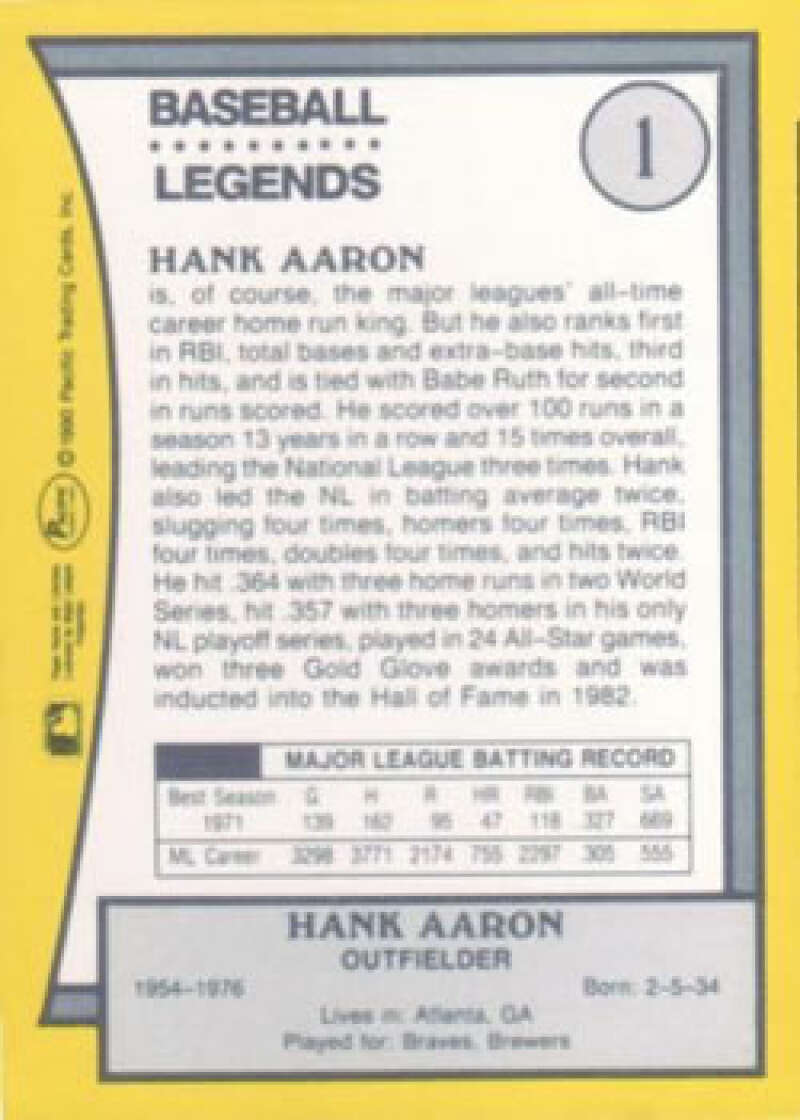 BASEBALL
LEGENDS
1
HANK AARON
is, of course, the major leagues' all-time
career home run king. But he also ranks first
in RBI, total bases and extra-base hits, third
in hits, and is tied with Babe Ruth for second
in runs scored. He scored over 100 runs in a
season 13 years in a row and 15 times overall,
leading the National League three times. Hank
also led the NL in batting average twice,
slugging four times, homers four times, RBI
four times, doubles four times, and hits twice.
He hit .364 with three home runs in two World
Series, hit .357 with three homers in his only
NL playoff series, played in 24 All-Star games,
won three Gold Glove awards and was
inducted into the Hall of Fame in 1982.
MAJOR LEAGUE BATTING RECORD
Best Season G H R HR RBI BA SA
1971 139 162 95 47 118 .327 .669
ML Career 3298 3771 2174 755 2297 .305 .555
HANK AARON
OUTFIELDER
1954-1976 Born: 2-5-34
Lives in: Atlanta, GA
Played for: Braves, Brewers
Pacific © 1990 Pacific Trading Cards, Inc.